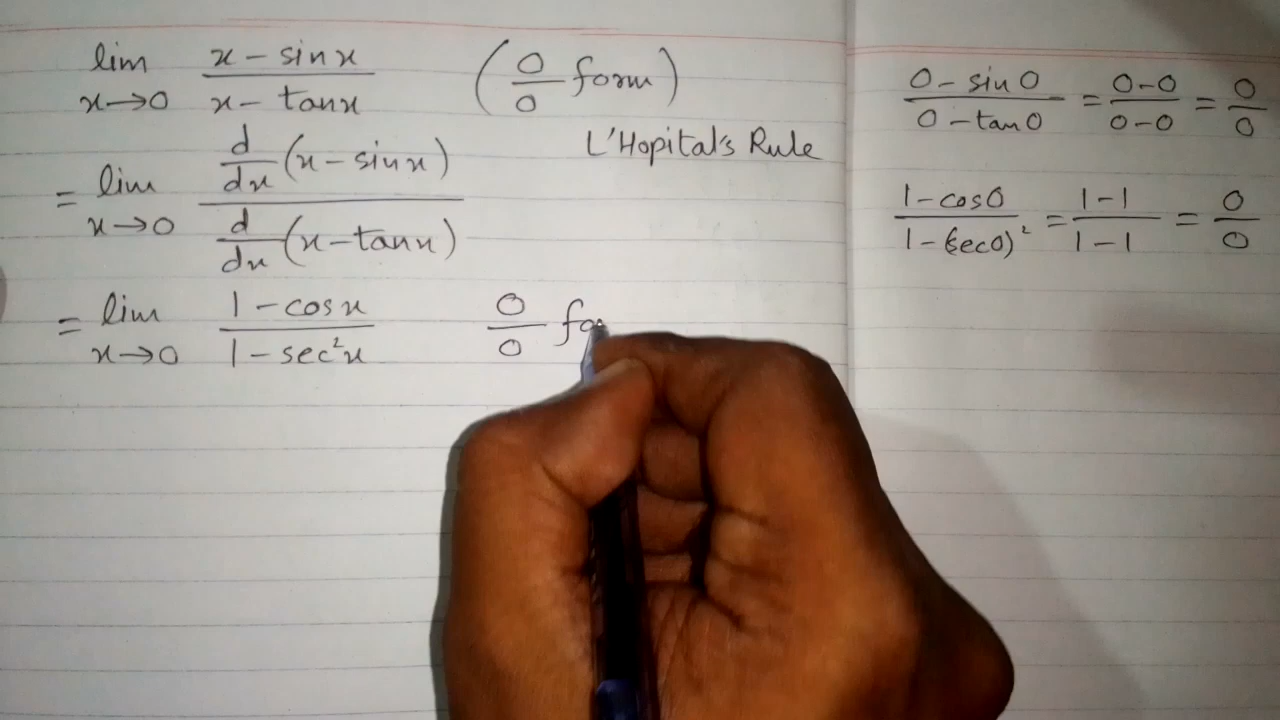 lim x→0 x - sinx / x - tanx (0/0 form)
L'Hopital's Rule
= lim x→0 d/dx (x - sinx) / d/dx (x - tanx)
= lim x→0 1 - cosx / 1 - sec²x 0/0 fo
0 - sin0 / 0 - tan0 = 0-0 / 0-0 = 0/0
1 - cos0 / 1 - (sec0)² = 1-1 / 1-1 = 0/0